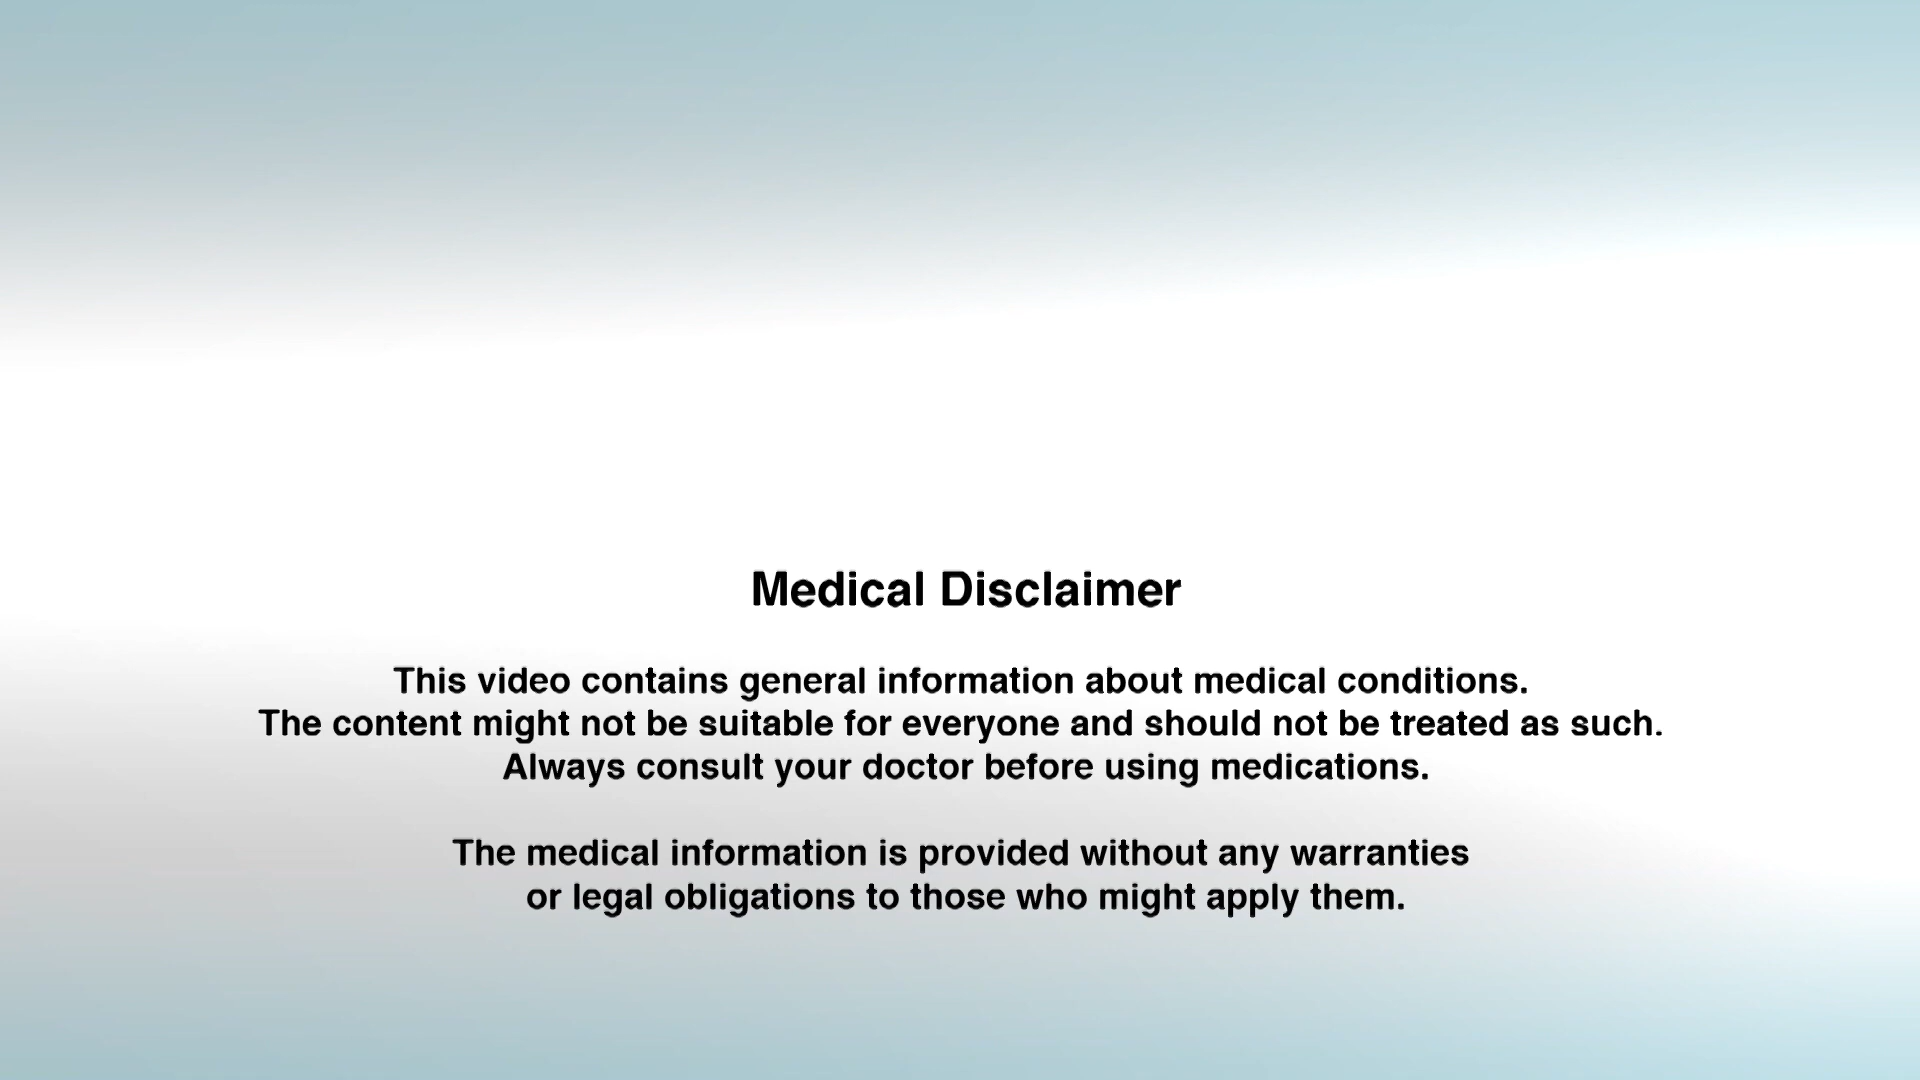 Medical Disclaimer
This video contains general information about medical conditions.
The content might not be suitable for everyone and should not be treated as such.
Always consult your doctor before using medications.
The medical information is provided without any warranties
or legal obligations to those who might apply them.